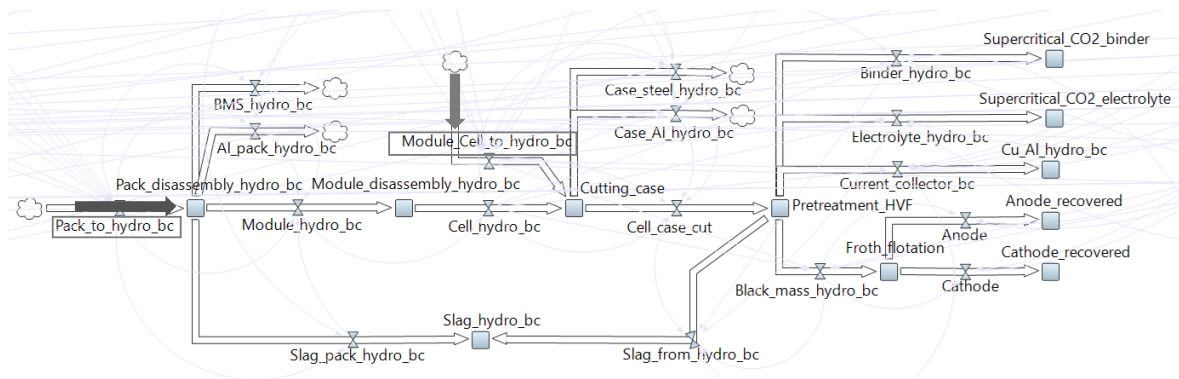 Supercritical_CO2_binder
Binder_hydro_bc
Case_steel_hydro_bc
BMS_hydro_bc
Supercritical_CO2_electrolyte
Electrolyte_hydro_bc
Case_Al_hydro_bc
Module_Cell_to_hydro_bc
Al_pack_hydro_bc
Cu_Al_hydro_bc
Pack_disassembly_hydro_bc
Module_disassembly_hydro_bc
Cutting_case
Current_collector_bc
Pretreatment_HVF
Anode_recovered
Pack_to_hydro_bc
Module_hydro_bc
Cell_hydro_bc
Cell_case_cut
Anode
Froth_flotation
Cathode_recovered
Black_mass_hydro_bc
Cathode
Slag_hydro_bc
Slag_pack_hydro_bc
Slag_from_hydro_bc